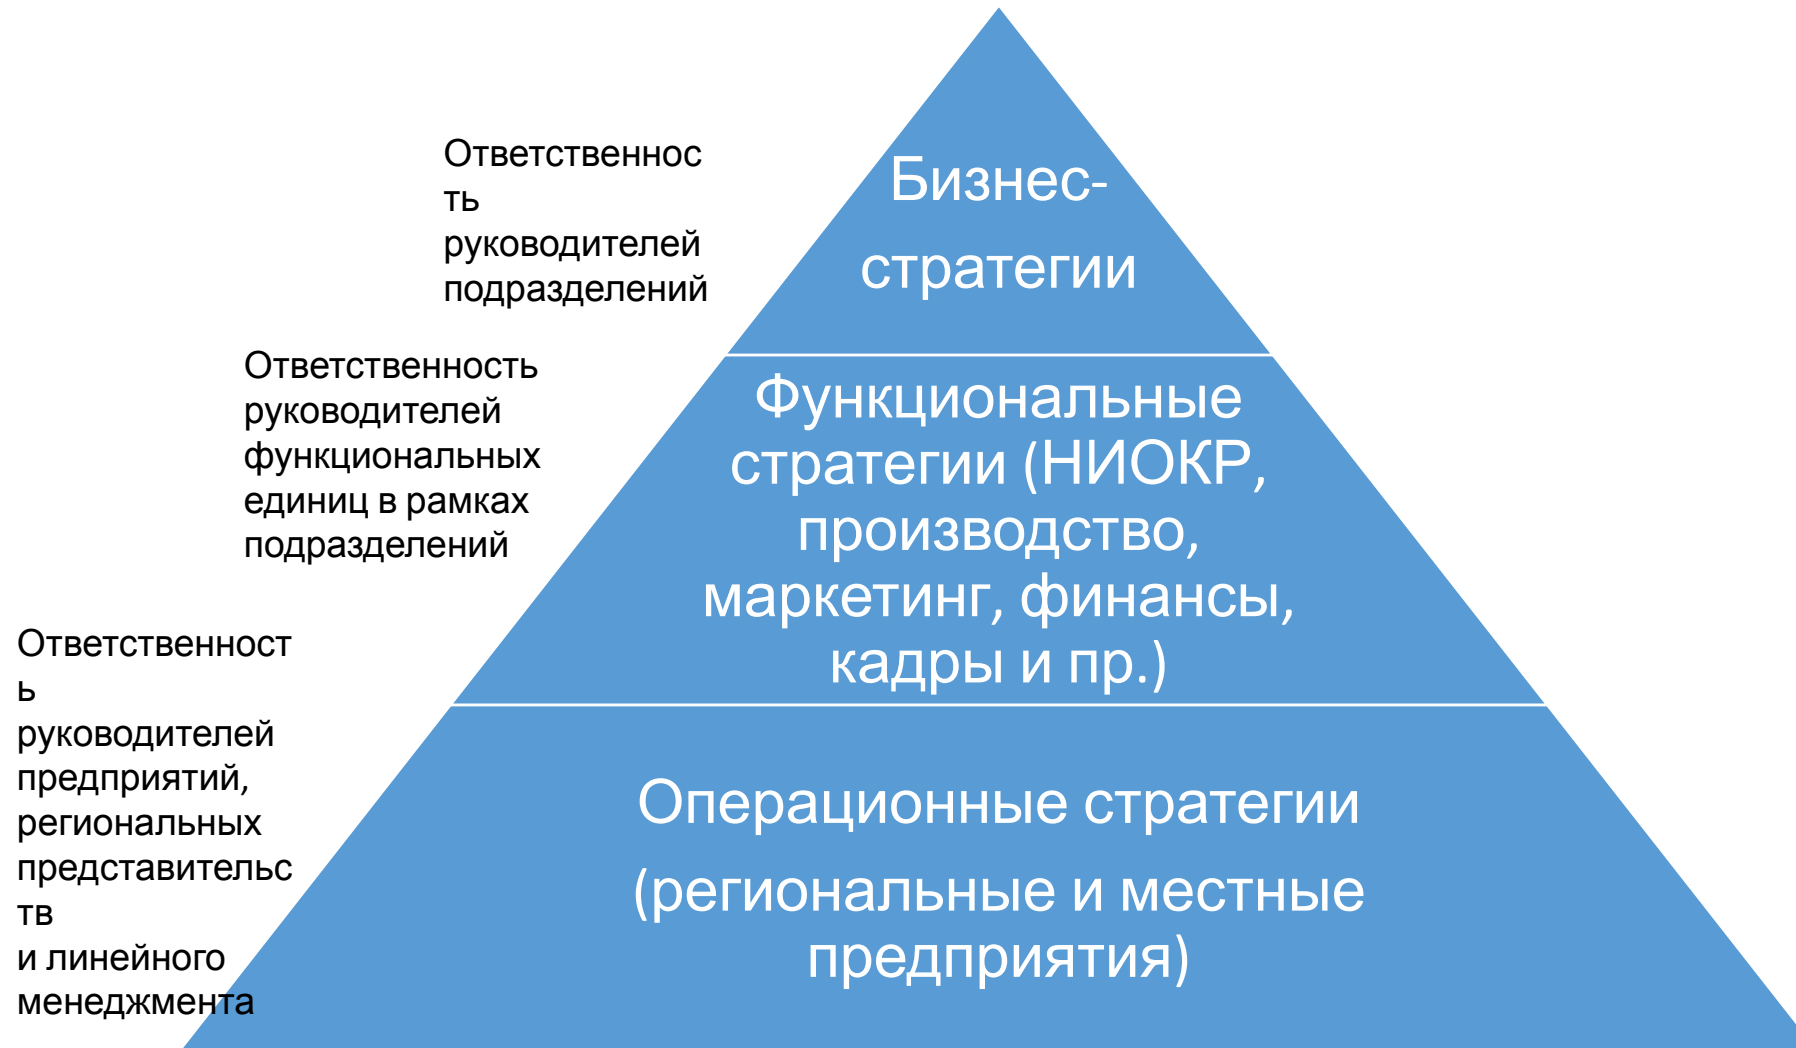 Ответственнос
ть
руководителей
подразделений
Бизнес-
стратегии
Ответственность
руководителей
функциональных
единиц в рамках
подразделений
Функциональные
стратегии (НИОКР,
производство,
маркетинг, финансы,
кадры и пр.)
Ответственност
ь
руководителей
предприятий,
региональных
представительс
тв
и линейного
менеджмента
Операционные стратегии
(региональные и местные
предприятия)